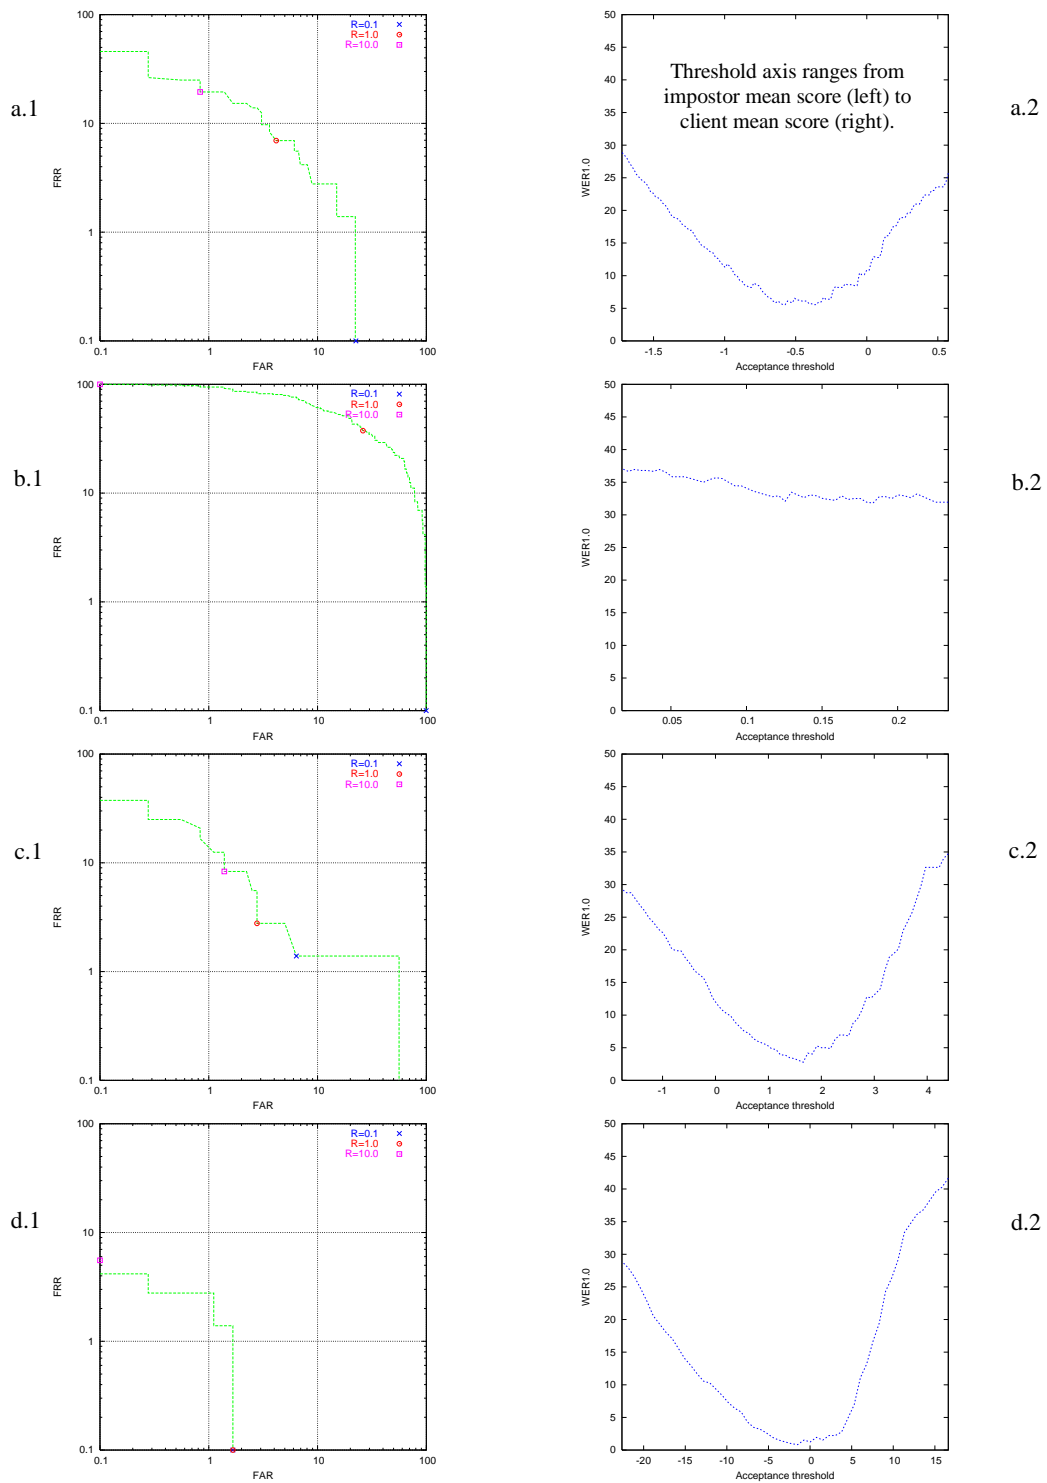 a.1
100
10
1
0.1
FRR
0.1
1
10
100
FAR
R=0.1
R=1.0
R=10.0
50
45
40
35
30
25
20
15
10
5
0
WER1.0
Threshold axis ranges from
impostor mean score (left) to
client mean score (right).
-1.5
-1
-0.5
0
0.5
Acceptance threshold
a.2
b.1
100
10
1
0.1
FRR
0.1
1
10
100
FAR
R=0.1
R=1.0
R=10.0
50
45
40
35
30
25
20
15
10
5
0
WER1.0
0.05
0.1
0.15
0.2
Acceptance threshold
b.2
c.1
100
10
1
0.1
FRR
0.1
1
10
100
FAR
R=0.1
R=1.0
R=10.0
50
45
40
35
30
25
20
15
10
5
0
WER1.0
-1
0
1
2
3
4
Acceptance threshold
c.2
d.1
100
10
1
0.1
FRR
0.1
1
10
100
FAR
R=0.1
R=1.0
R=10.0
50
45
40
35
30
25
20
15
10
5
0
WER1.0
-20
-15
-10
-5
0
5
10
15
Acceptance threshold
d.2